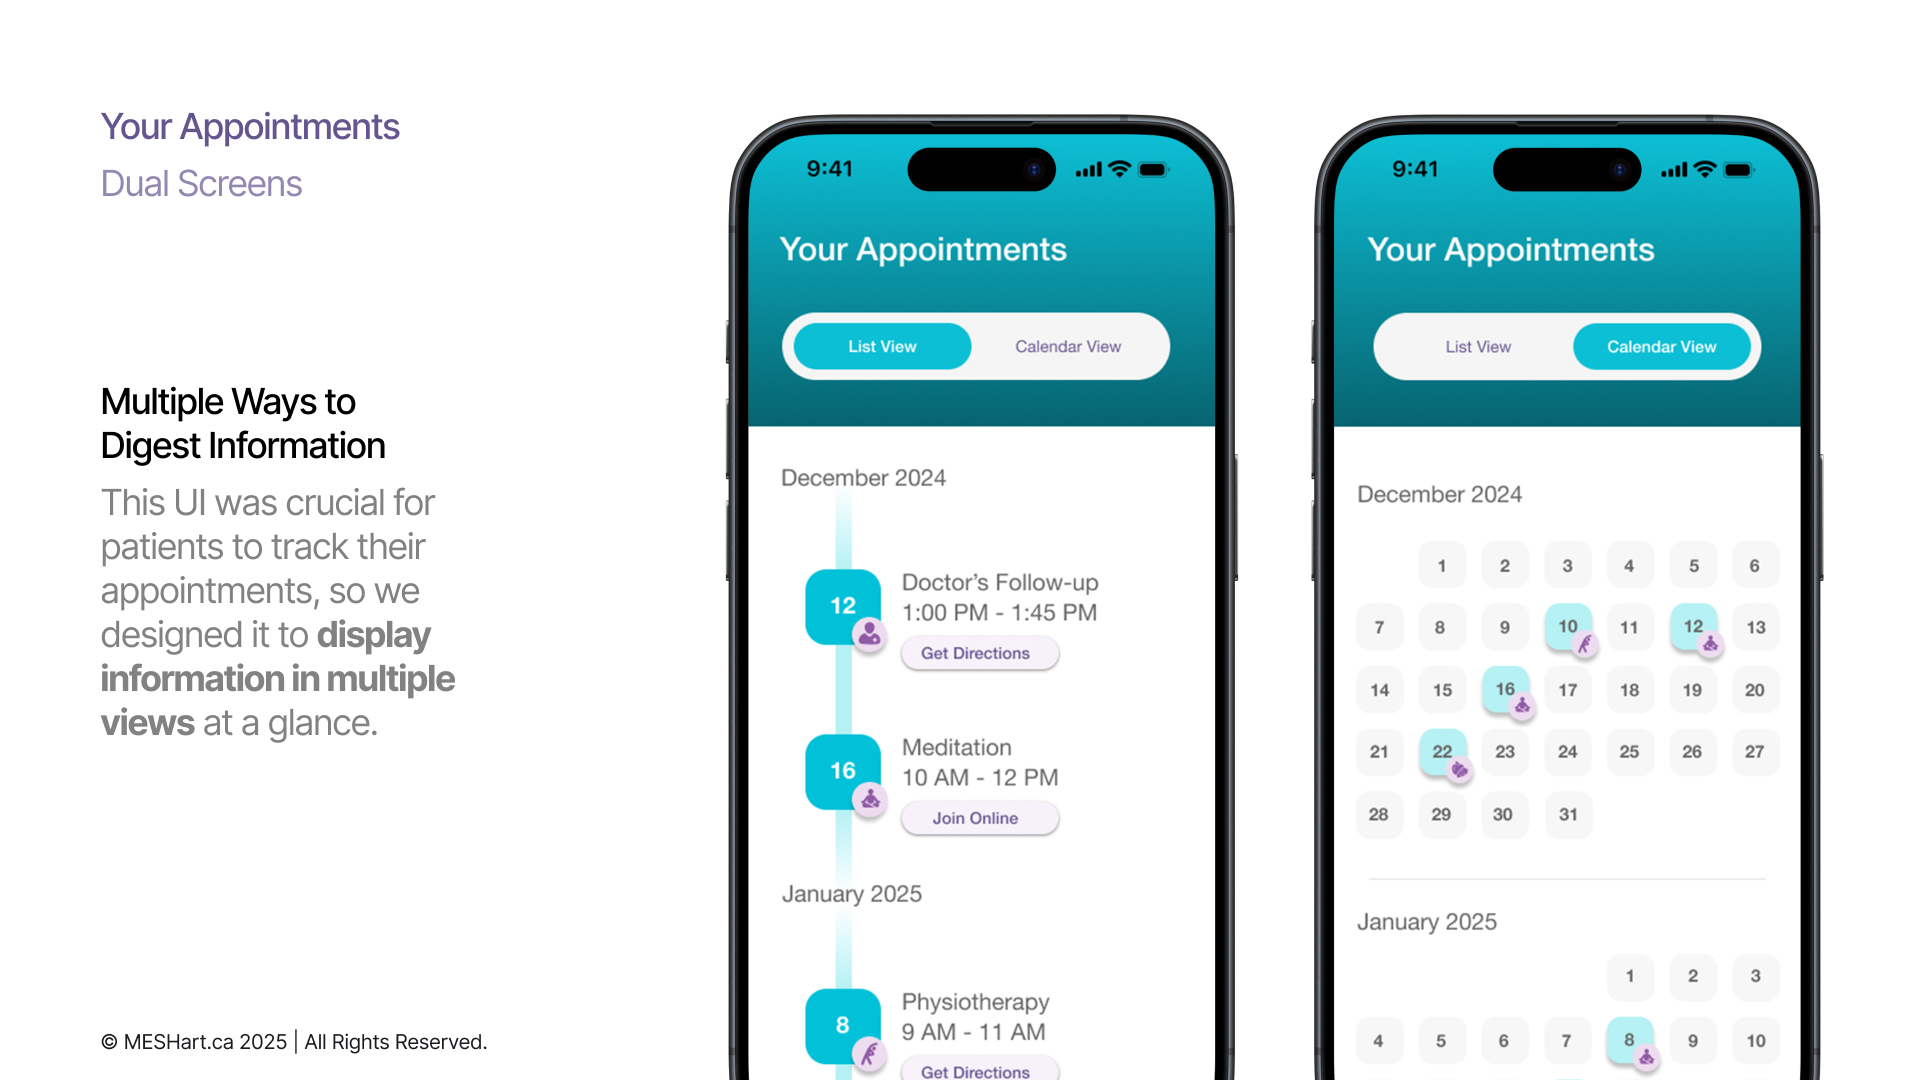 Your Appointments
Dual Screens
Multiple Ways to
Digest Information
This UI was crucial for
patients to track their
appointments, so we
designed it to display
information in multiple
views at a glance.
© MESHart.ca 2025 | All Rights Reserved.
9:41
Your Appointments
List View Calendar View
December 2024
12
Doctor’s Follow-up
1:00 PM - 1:45 PM
Get Directions
16
Meditation
10 AM - 12 PM
Join Online
January 2025
8
Physiotherapy
9 AM - 11 AM
Get Directions
9:41
Your Appointments
List View Calendar View
December 2024
1 2 3 4 5 6
7 8 9 10 11 12 13
14 15 16 17 18 19 20
21 22 23 24 25 26 27
28 29 30 31
January 2025
1 2 3
4 5 6 7 8 9 10